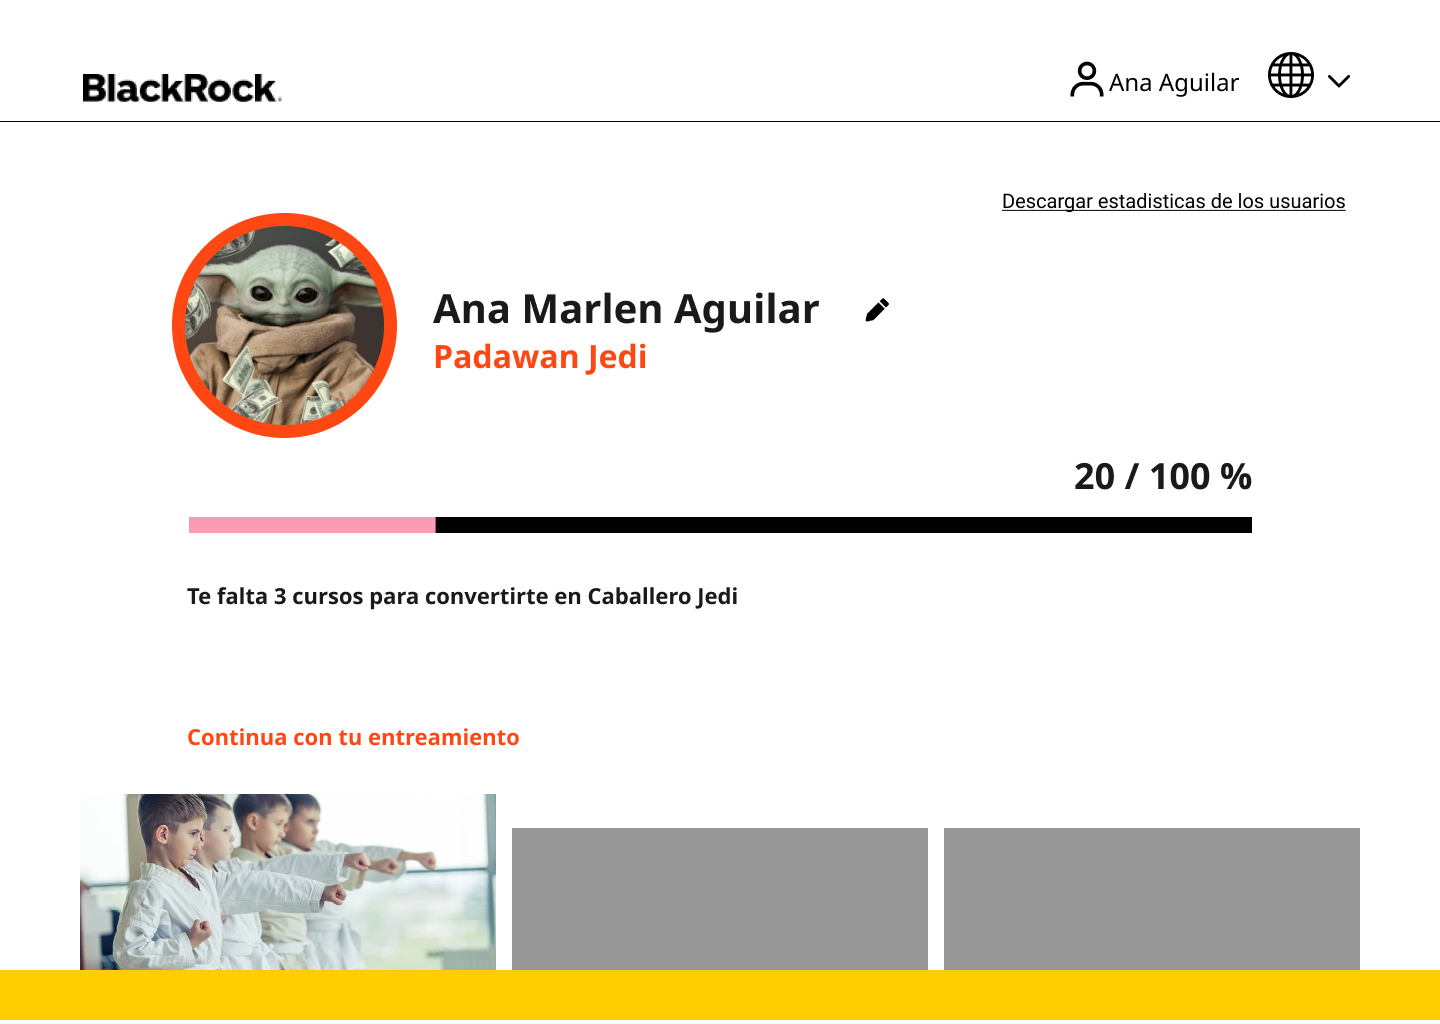 BlackRock.
Ana Aguilar
Descargar estadisticas de los usuarios
Ana Marlen Aguilar
Padawan Jedi
20 / 100 %
Te falta 3 cursos para convertirte en Caballero Jedi
Continua con tu entreamiento